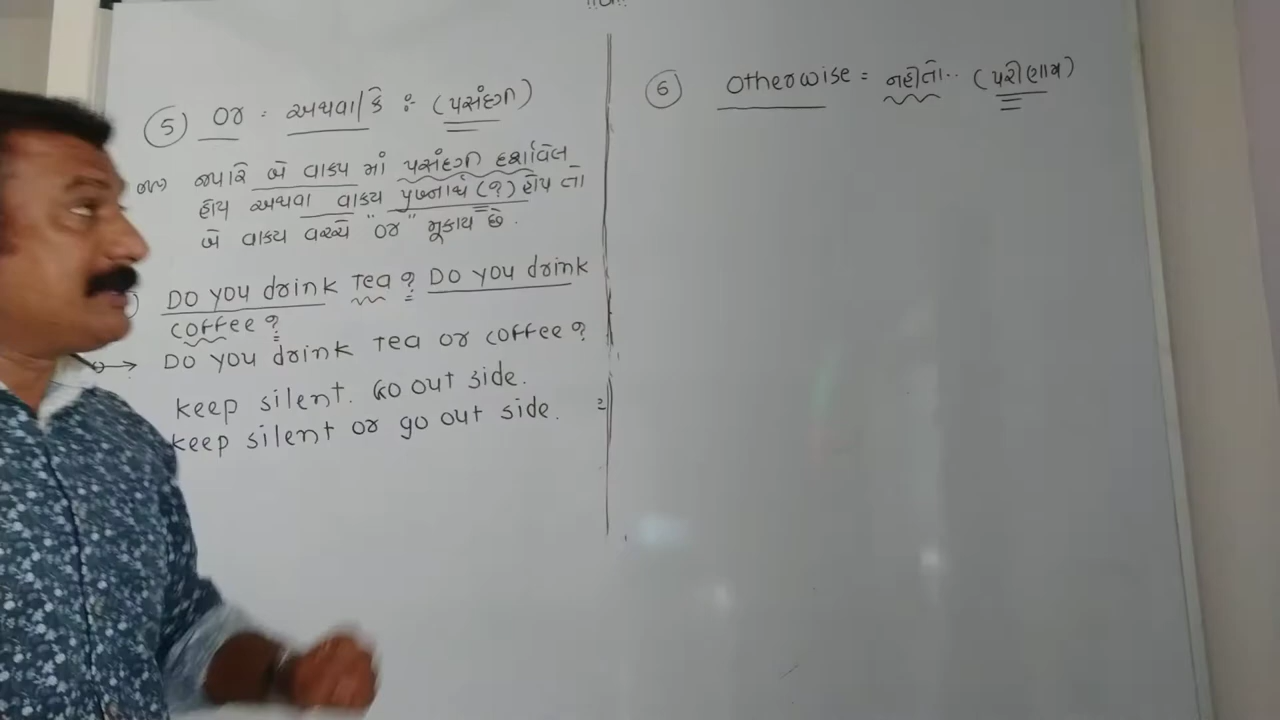 5) or : અથવા/કે :- (પસંદગી)
જ્યારે બે વાક્ય માં પસંદગી દર્શાવેલ
હોય અથવા વાક્ય પ્રશ્નાર્થ (?) હોય તો
બે વાક્ય વચ્ચે "or" મૂકાય છે.
Do you drink Tea? Do you drink
coffee?
→ Do you drink Tea or coffee?
keep silent. Go out side.
keep silent or go out side.
6) otherwise = નહીતો.. (પરીણામ)